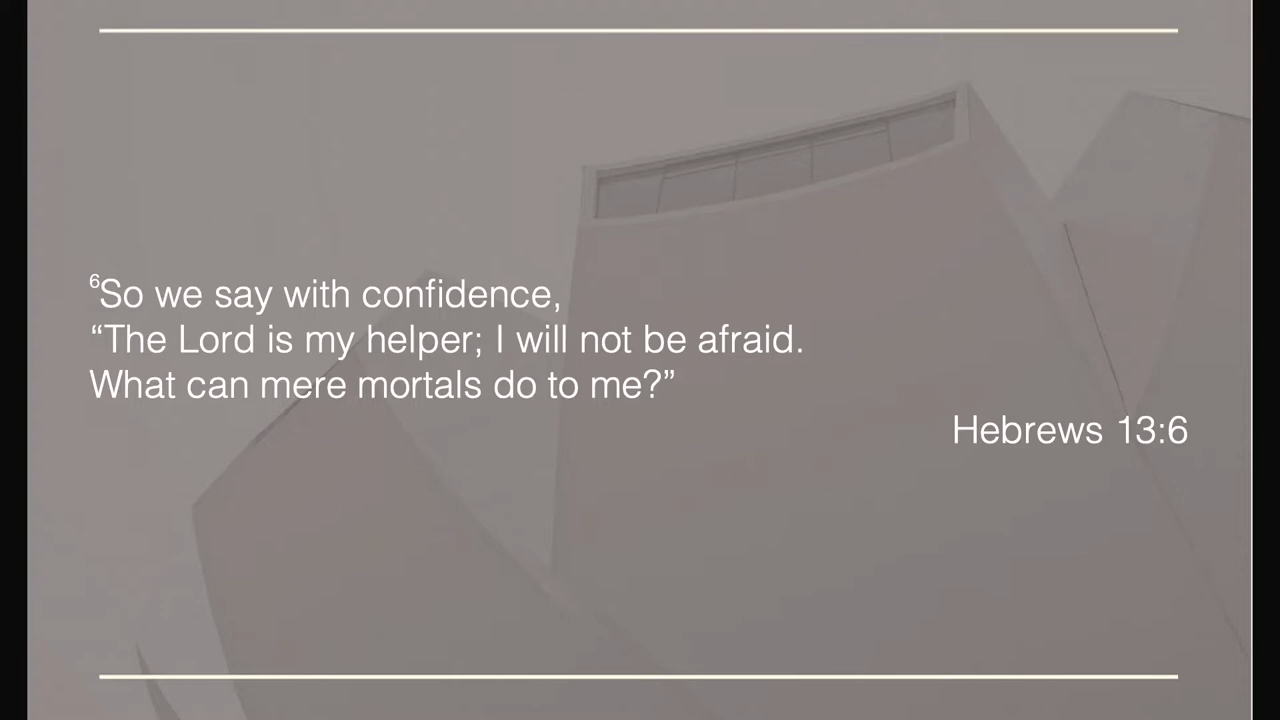 ⁶So we say with confidence,
“The Lord is my helper; I will not be afraid.
What can mere mortals do to me?”
Hebrews 13:6